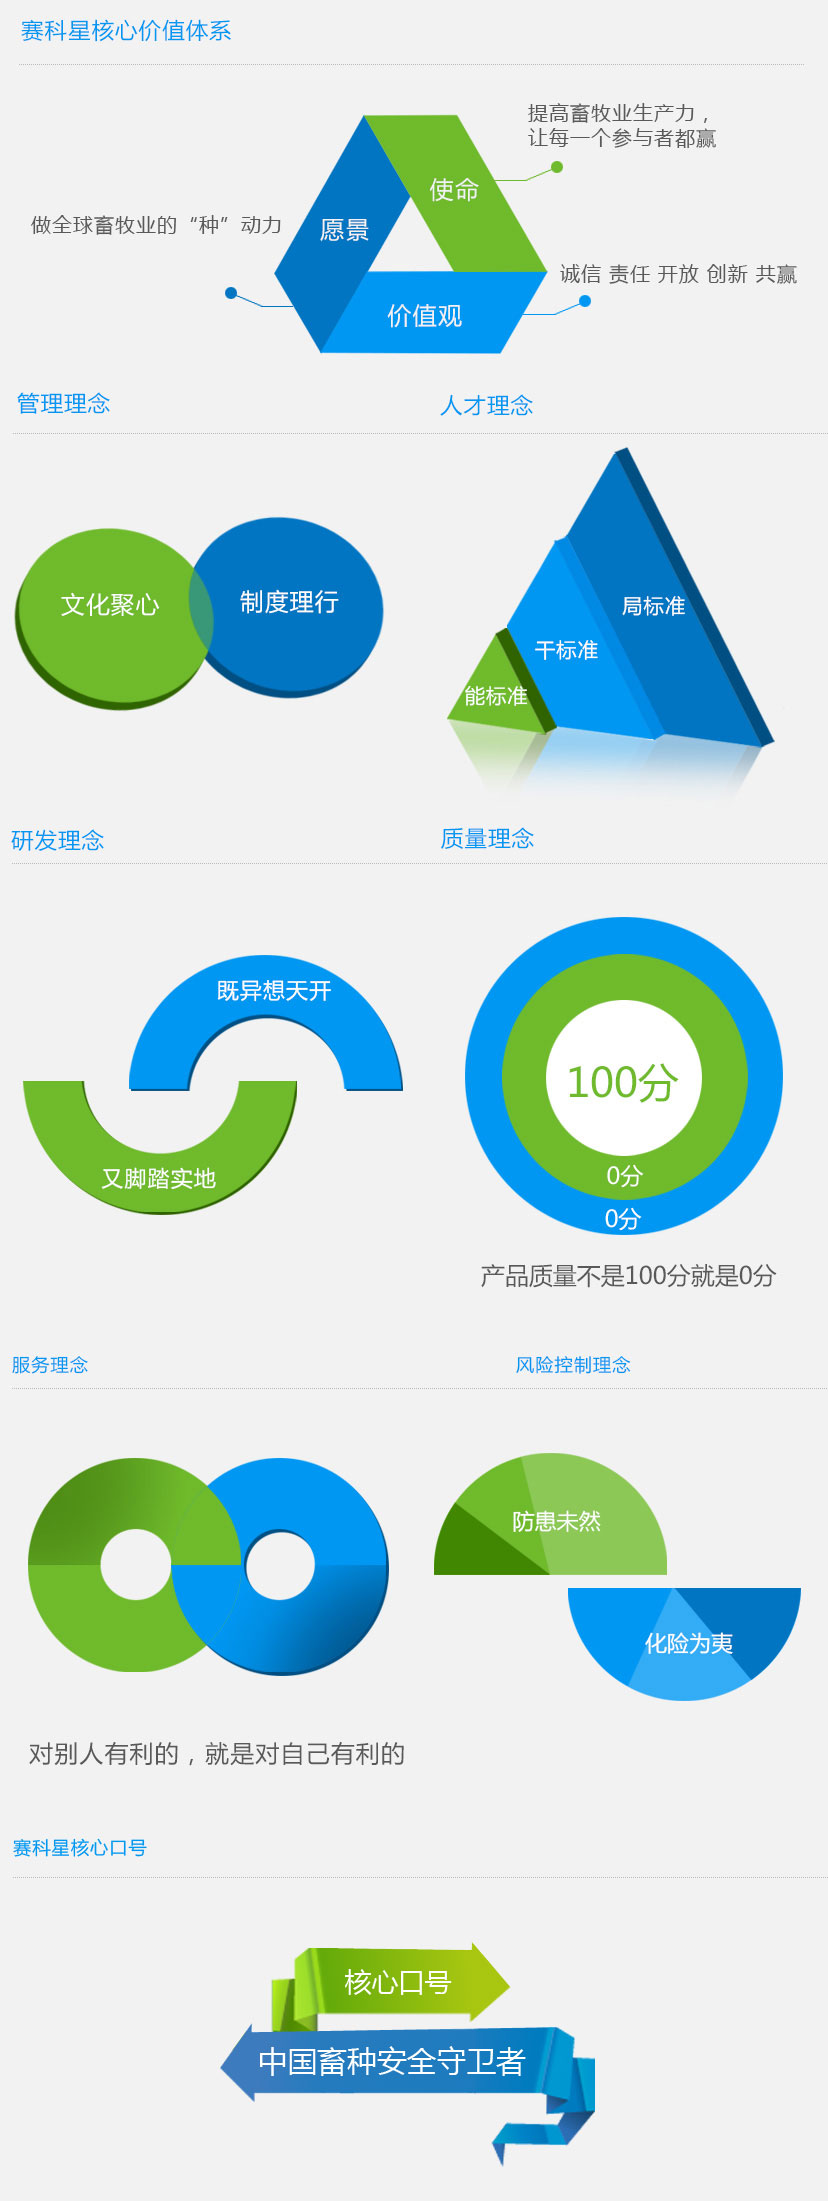 赛科星核心价值体系
提高畜牧业生产力，
让每一个参与者都赢
使命
做全球畜牧业的“种”动力
愿景
诚信 责任 开放 创新 共赢
价值观
管理理念
人才理念
文化聚心
制度理行
局标准
干标准
能标准
研发理念
质量理念
既异想天开
又脚踏实地
100分
0分
0分
产品质量不是100分就是0分
服务理念
风险控制理念
防患未然
化险为夷
对别人有利的，就是对自己有利的
赛科星核心口号
核心口号
中国畜种安全守卫者